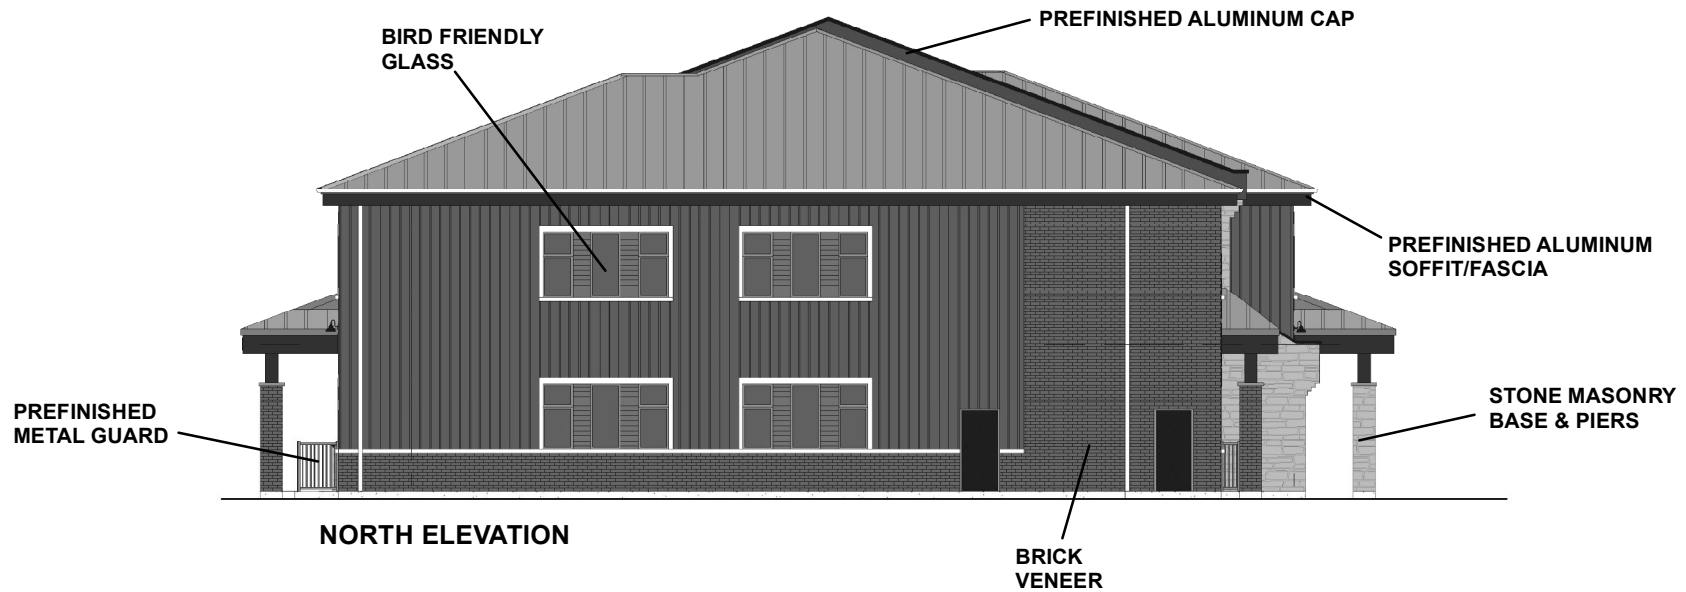 PREFINISHED ALUMINUM CAP
BIRD FRIENDLY
GLASS
PREFINISHED ALUMINUM
SOFFIT/FASCIA
STONE MASONRY
BASE & PIERS
PREFINISHED
METAL GUARD
NORTH ELEVATION
BRICK
VENEER